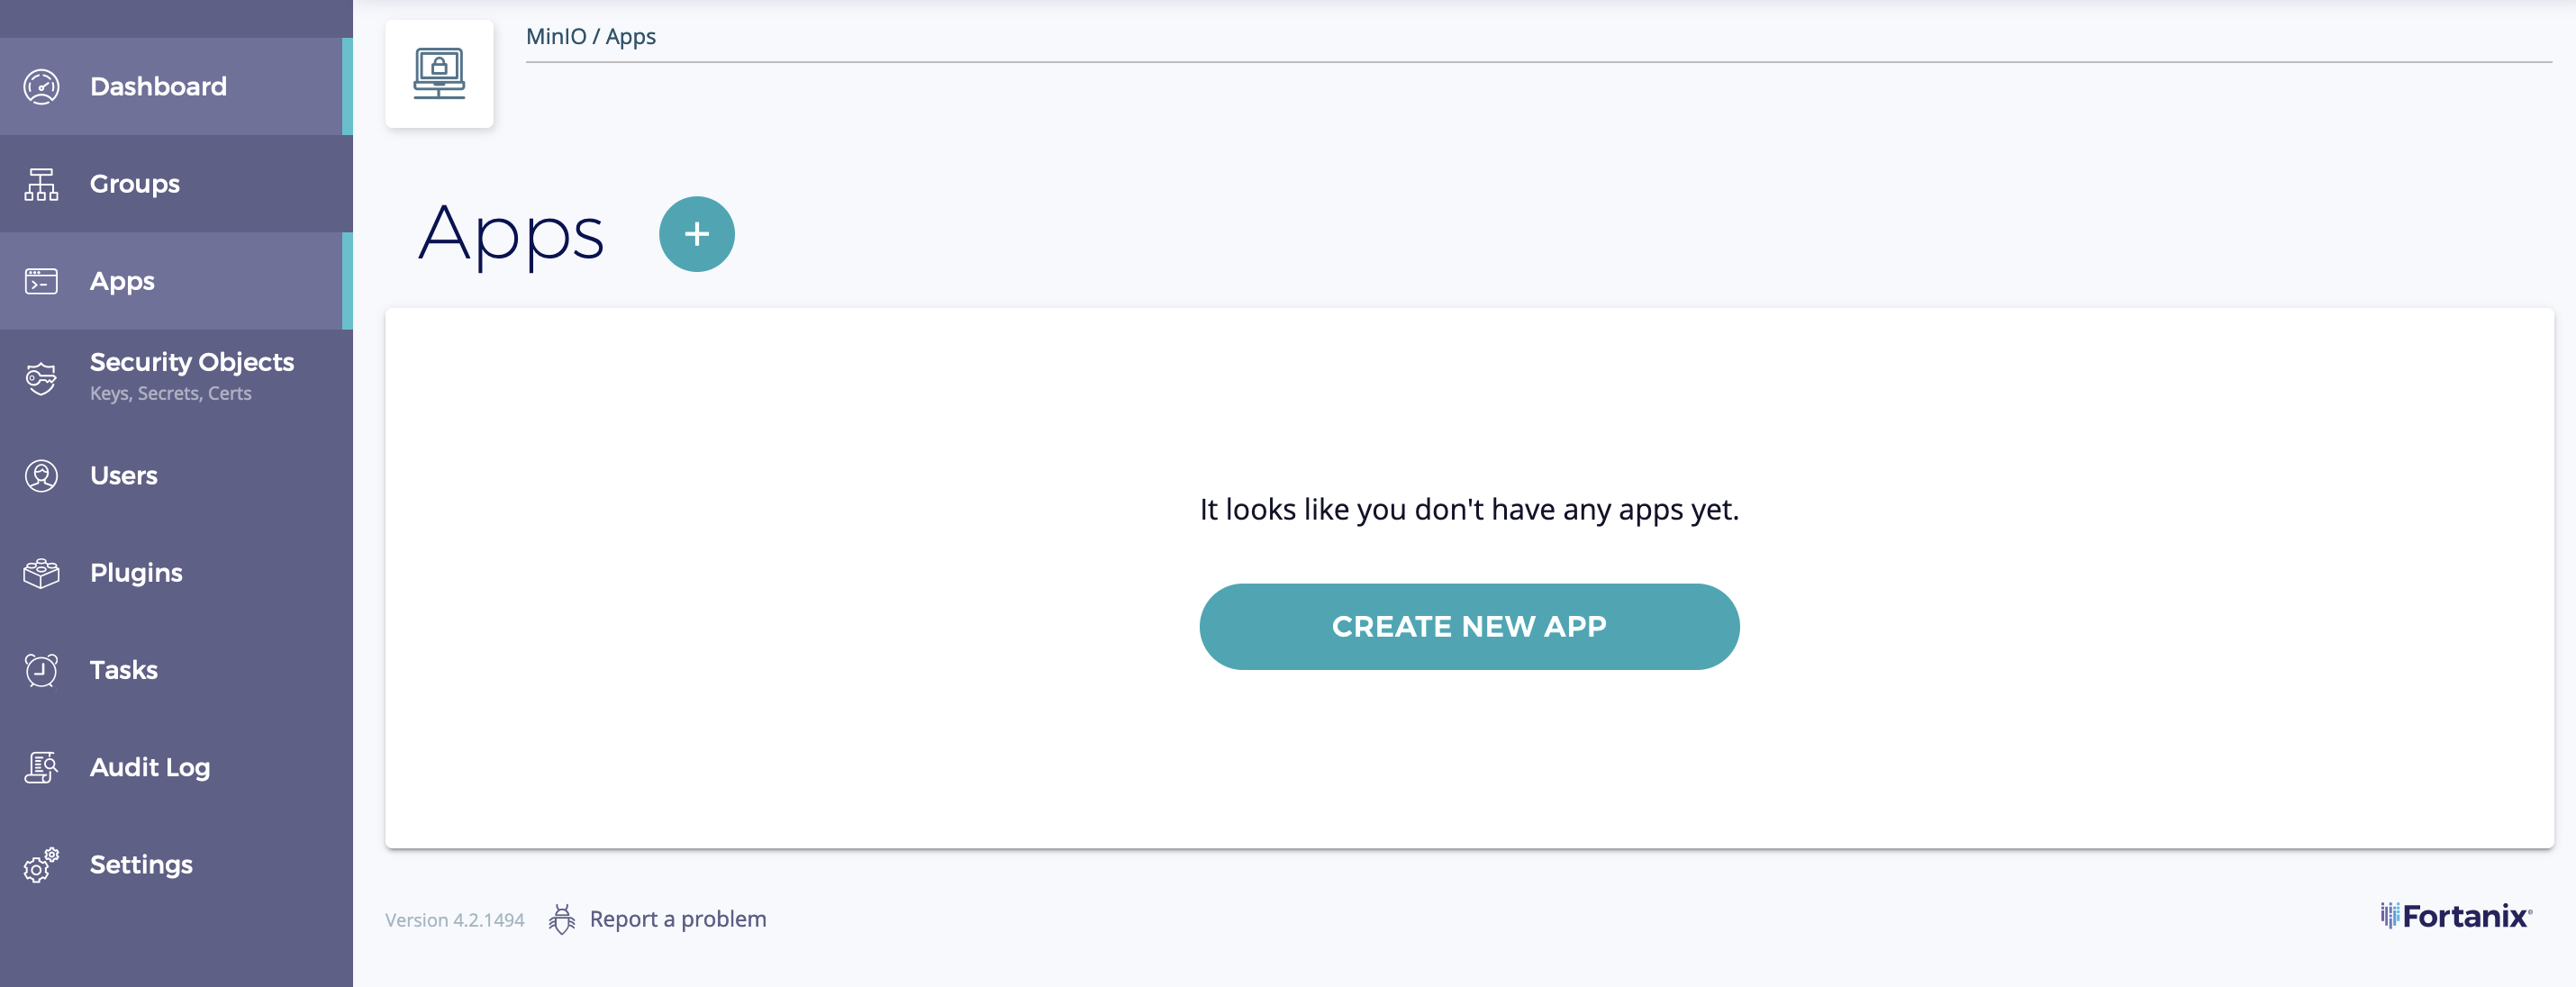 Dashboard
Groups
Apps
Security Objects
Keys, Secrets, Certs
Users
Plugins
Tasks
Audit Log
Settings
MinIO / Apps
Apps
+
It looks like you don't have any apps yet.
CREATE NEW APP
Version 4.2.1494
Report a problem
Fortanix®